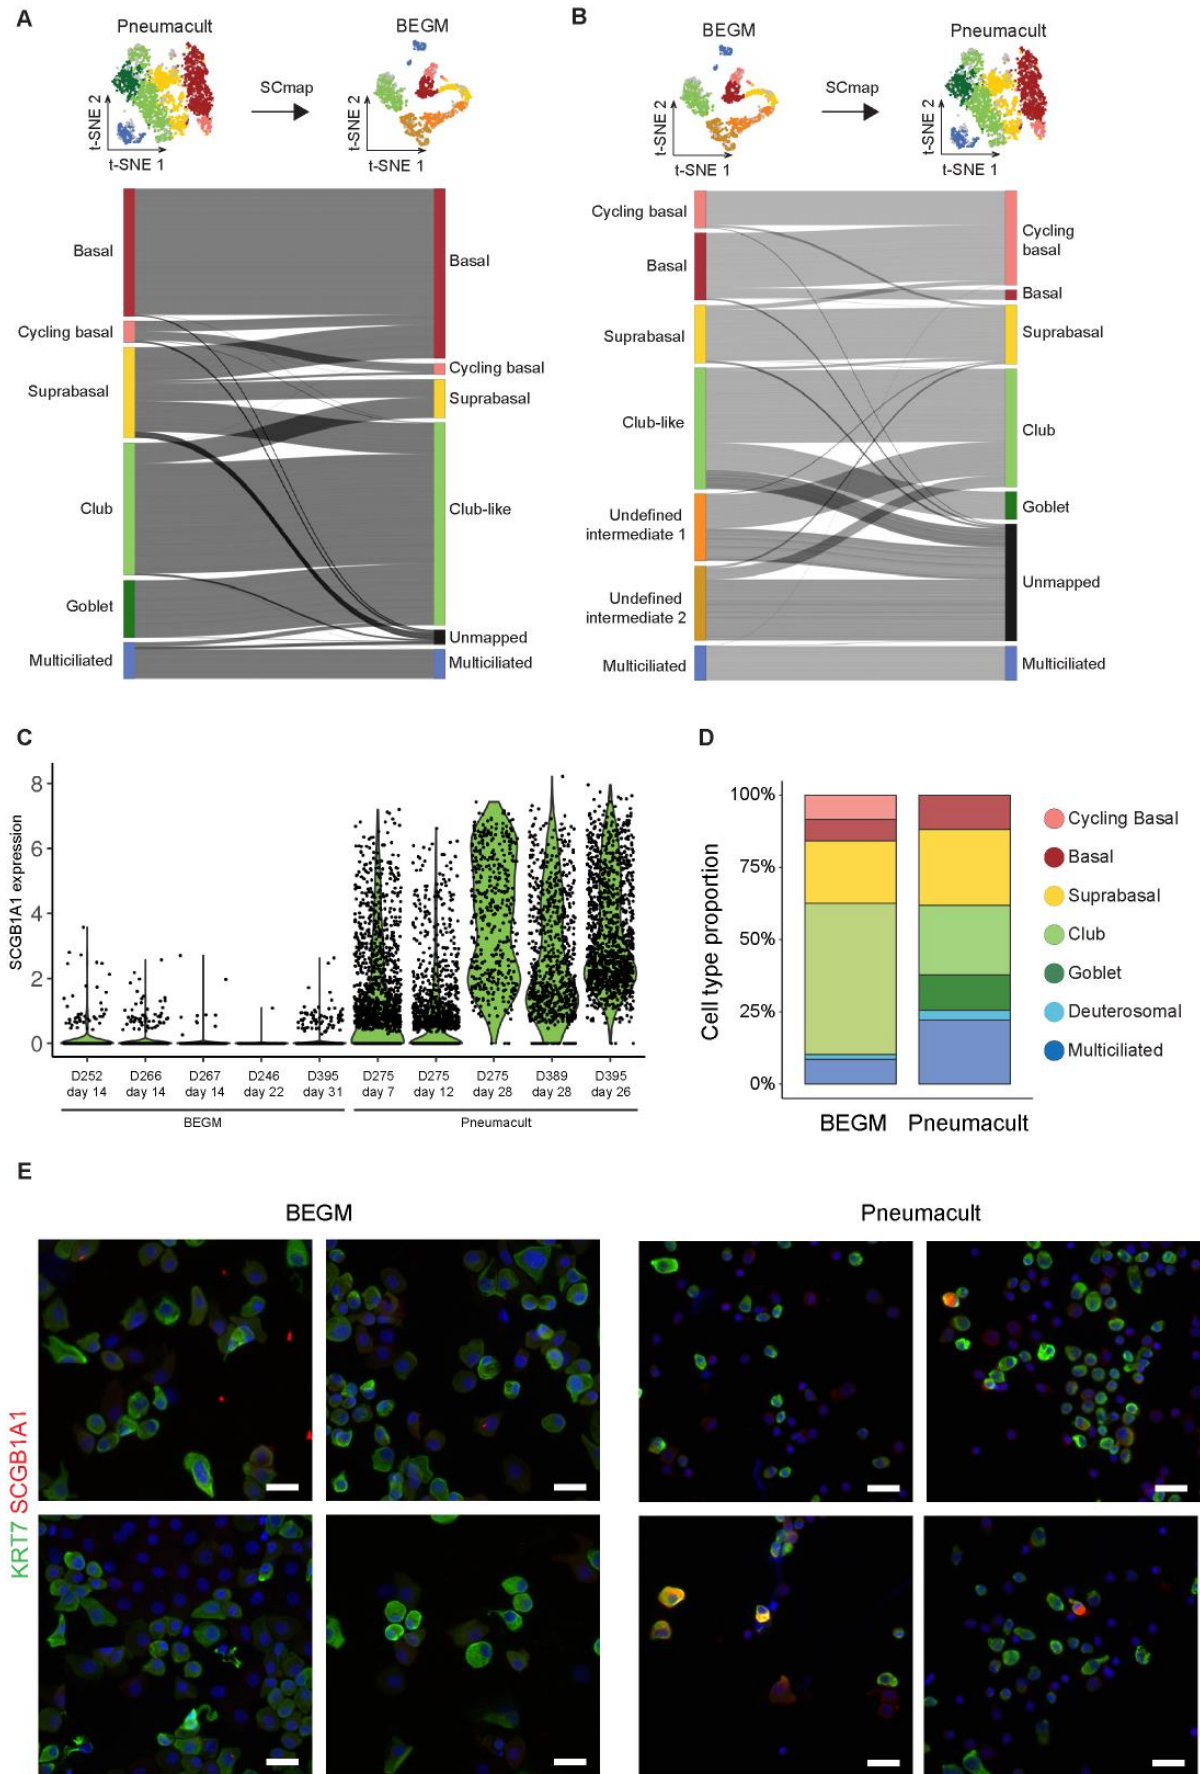 A
Pneumacult
BEGM
SCmap
t-SNE 2
t-SNE 1
t-SNE 2
t-SNE 1
Basal
Cycling basal
Suprabasal
Club
Goblet
Multiciliated
Basal
Cycling basal
Suprabasal
Club-like
Unmapped
Multiciliated
B
BEGM
Pneumacult
SCmap
t-SNE 2
t-SNE 1
t-SNE 2
t-SNE 1
Cycling basal
Basal
Suprabasal
Club-like
Undefined
intermediate 1
Undefined
intermediate 2
Multiciliated
Cycling
basal
Basal
Suprabasal
Club
Goblet
Unmapped
Multiciliated
C
SCGB1A1 expression
8
6
4
2
0
D252
day 14
D266
day 14
D267
day 14
D246
day 22
D395
day 31
D275
day 7
D275
day 12
D275
day 28
D389
day 28
D395
day 26
BEGM
Pneumacult
D
Cell type proportion
100%
75%
50%
25%
0%
BEGM
Pneumacult
Cycling Basal
Basal
Suprabasal
Club
Goblet
Deuterosomal
Multiciliated
E
BEGM
Pneumacult
KRT7 SCGB1A1